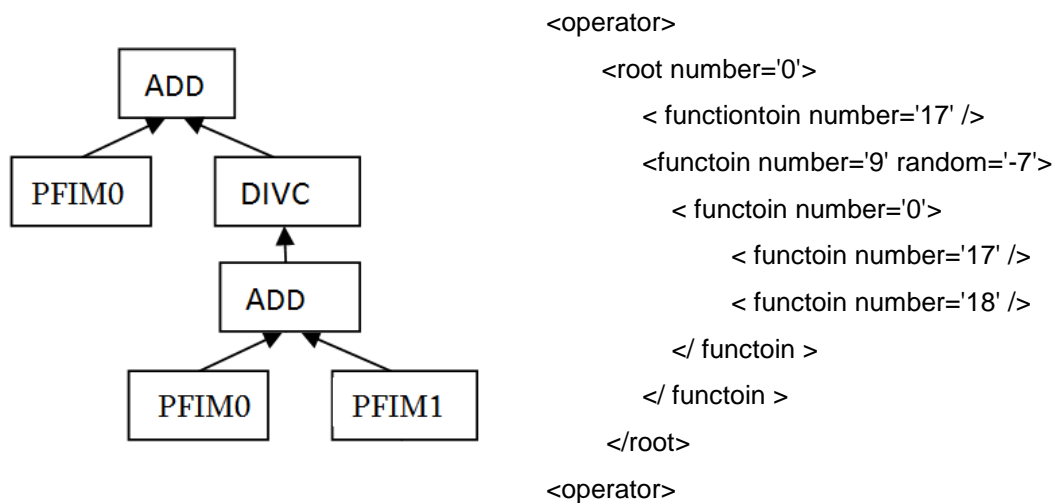 ADD
PFIM0
DIVC
ADD
PFIM0
PFIM1
<operator>
<root number='0'>
< functiontoin number='17' />
<functoin number='9' random='-7'>
< functoin number='0'>
< functoin number='17' />
< functoin number='18' />
</ functoin >
</ functoin >
</root>
<operator>